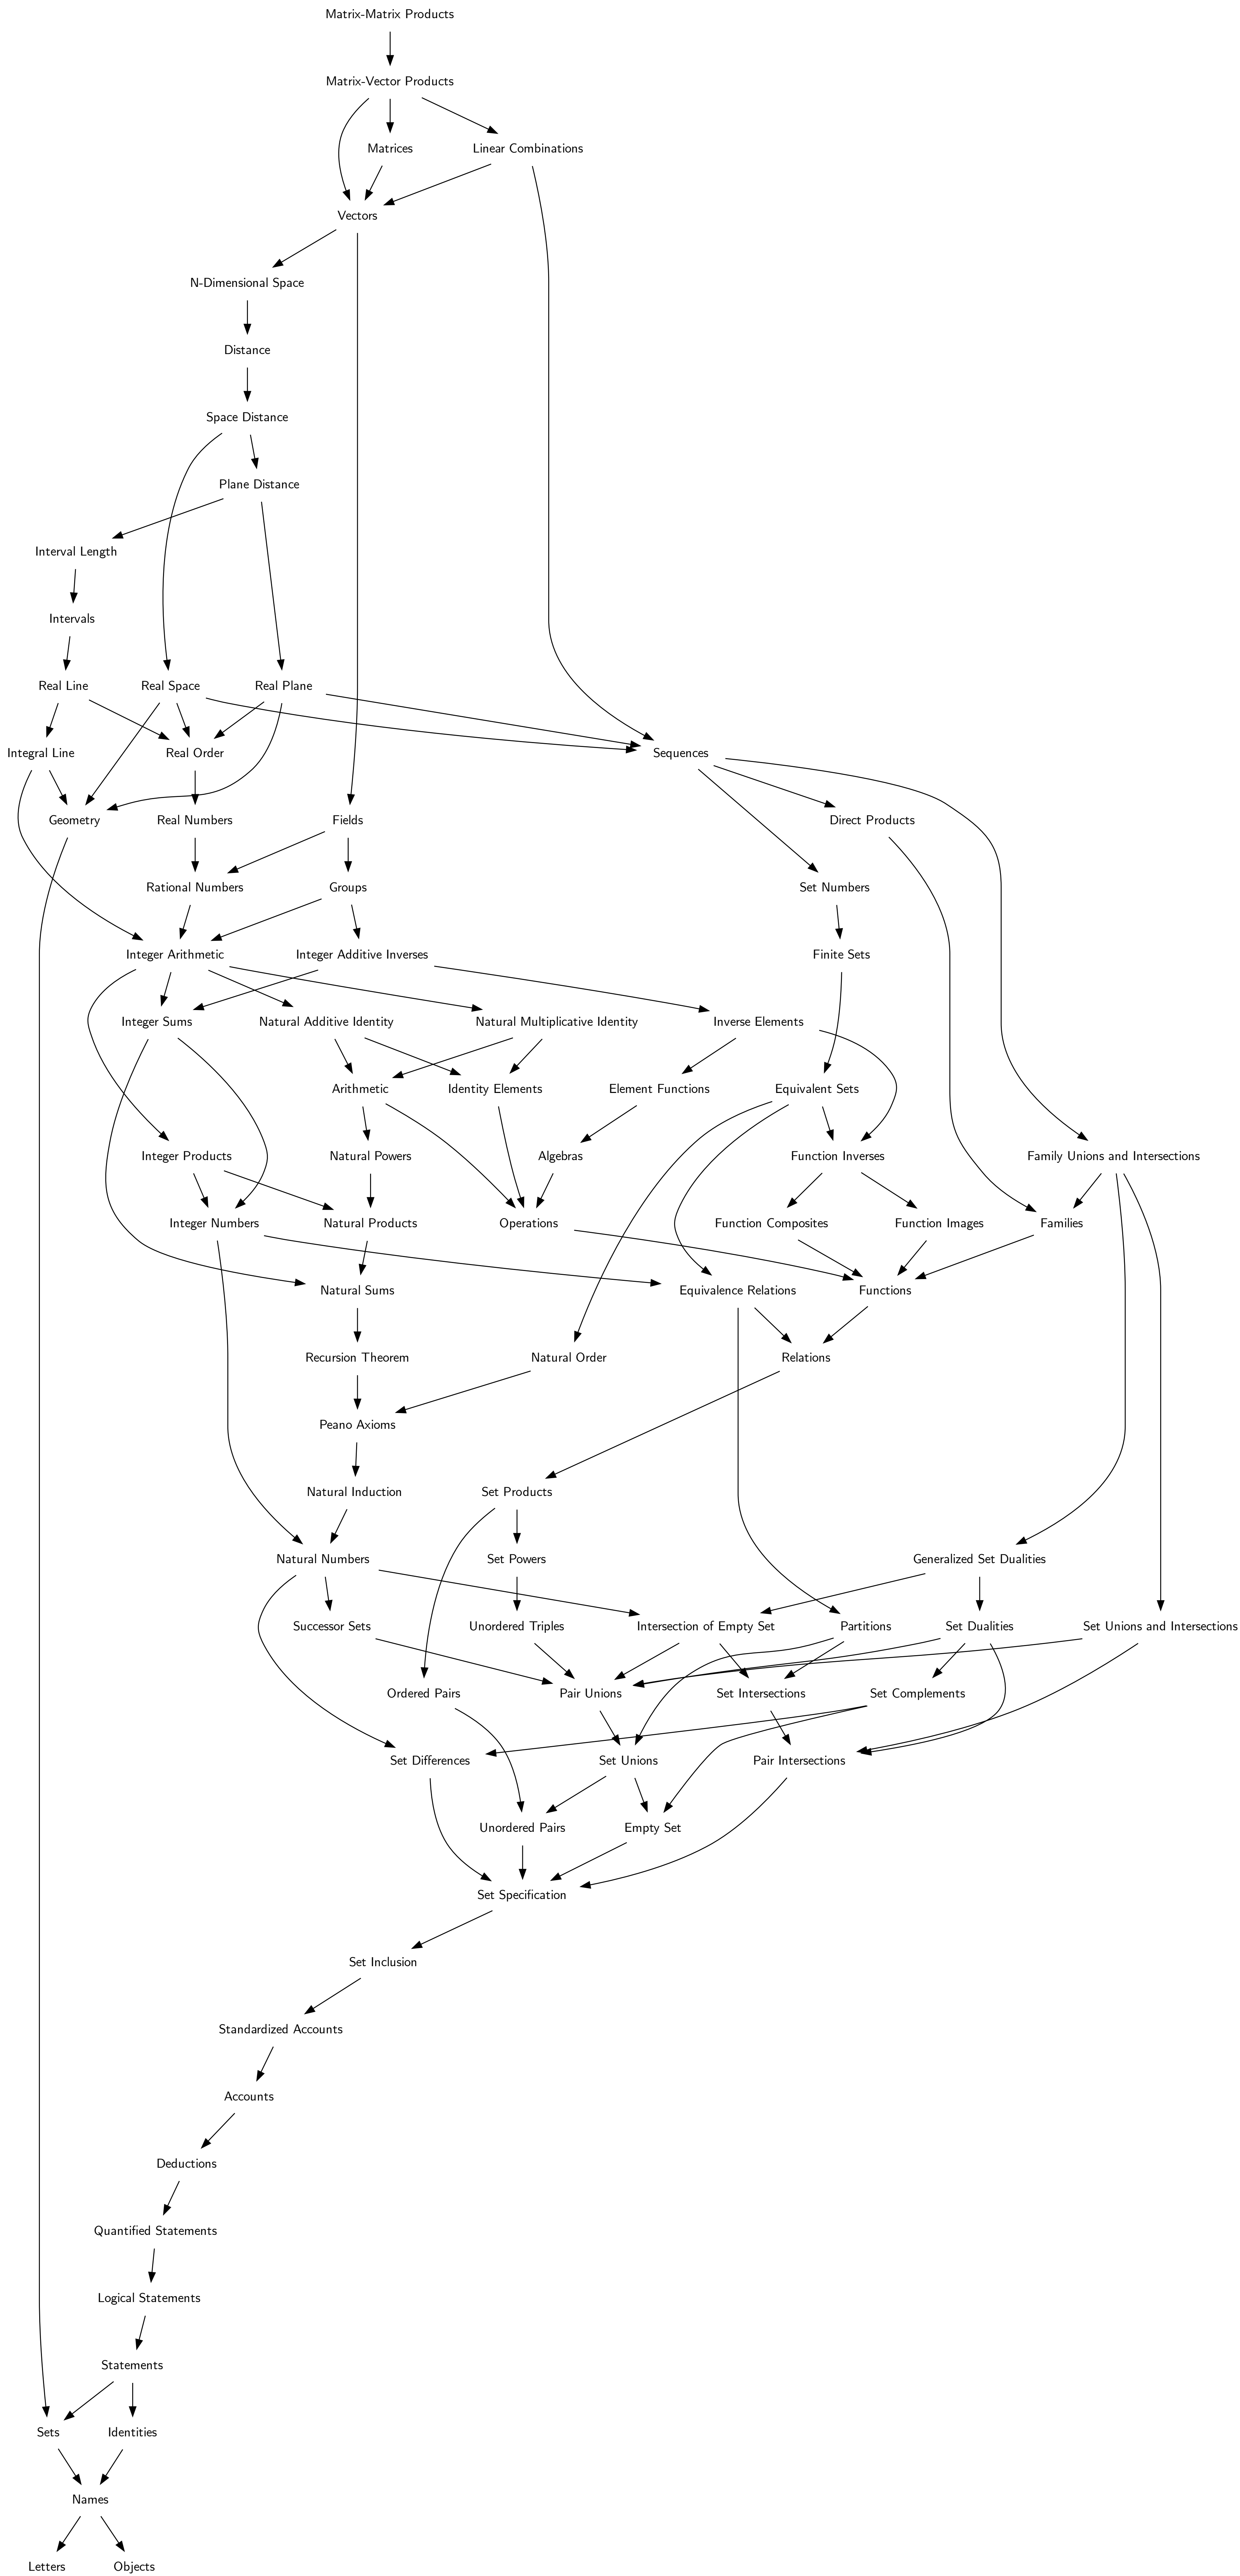 Matrix-Matrix Products
Matrix-Vector Products
Matrices
Linear Combinations
Vectors
N-Dimensional Space
Distance
Space Distance
Plane Distance
Interval Length
Intervals
Real Line
Real Space
Real Plane
Integral Line
Real Order
Sequences
Geometry
Real Numbers
Fields
Direct Products
Rational Numbers
Groups
Set Numbers
Integer Arithmetic
Integer Additive Inverses
Finite Sets
Integer Sums
Natural Additive Identity
Natural Multiplicative Identity
Inverse Elements
Arithmetic
Identity Elements
Element Functions
Equivalent Sets
Integer Products
Natural Powers
Algebras
Function Inverses
Family Unions and Intersections
Integer Numbers
Natural Products
Operations
Function Composites
Function Images
Families
Natural Sums
Equivalence Relations
Functions
Recursion Theorem
Natural Order
Relations
Peano Axioms
Natural Induction
Set Products
Natural Numbers
Set Powers
Generalized Set Dualities
Successor Sets
Unordered Triples
Intersection of Empty Set
Partitions
Set Dualities
Set Unions and Intersections
Ordered Pairs
Pair Unions
Set Intersections
Set Complements
Set Differences
Set Unions
Pair Intersections
Unordered Pairs
Empty Set
Set Specification
Set Inclusion
Standardized Accounts
Accounts
Deductions
Quantified Statements
Logical Statements
Statements
Sets
Identities
Names
Letters
Objects